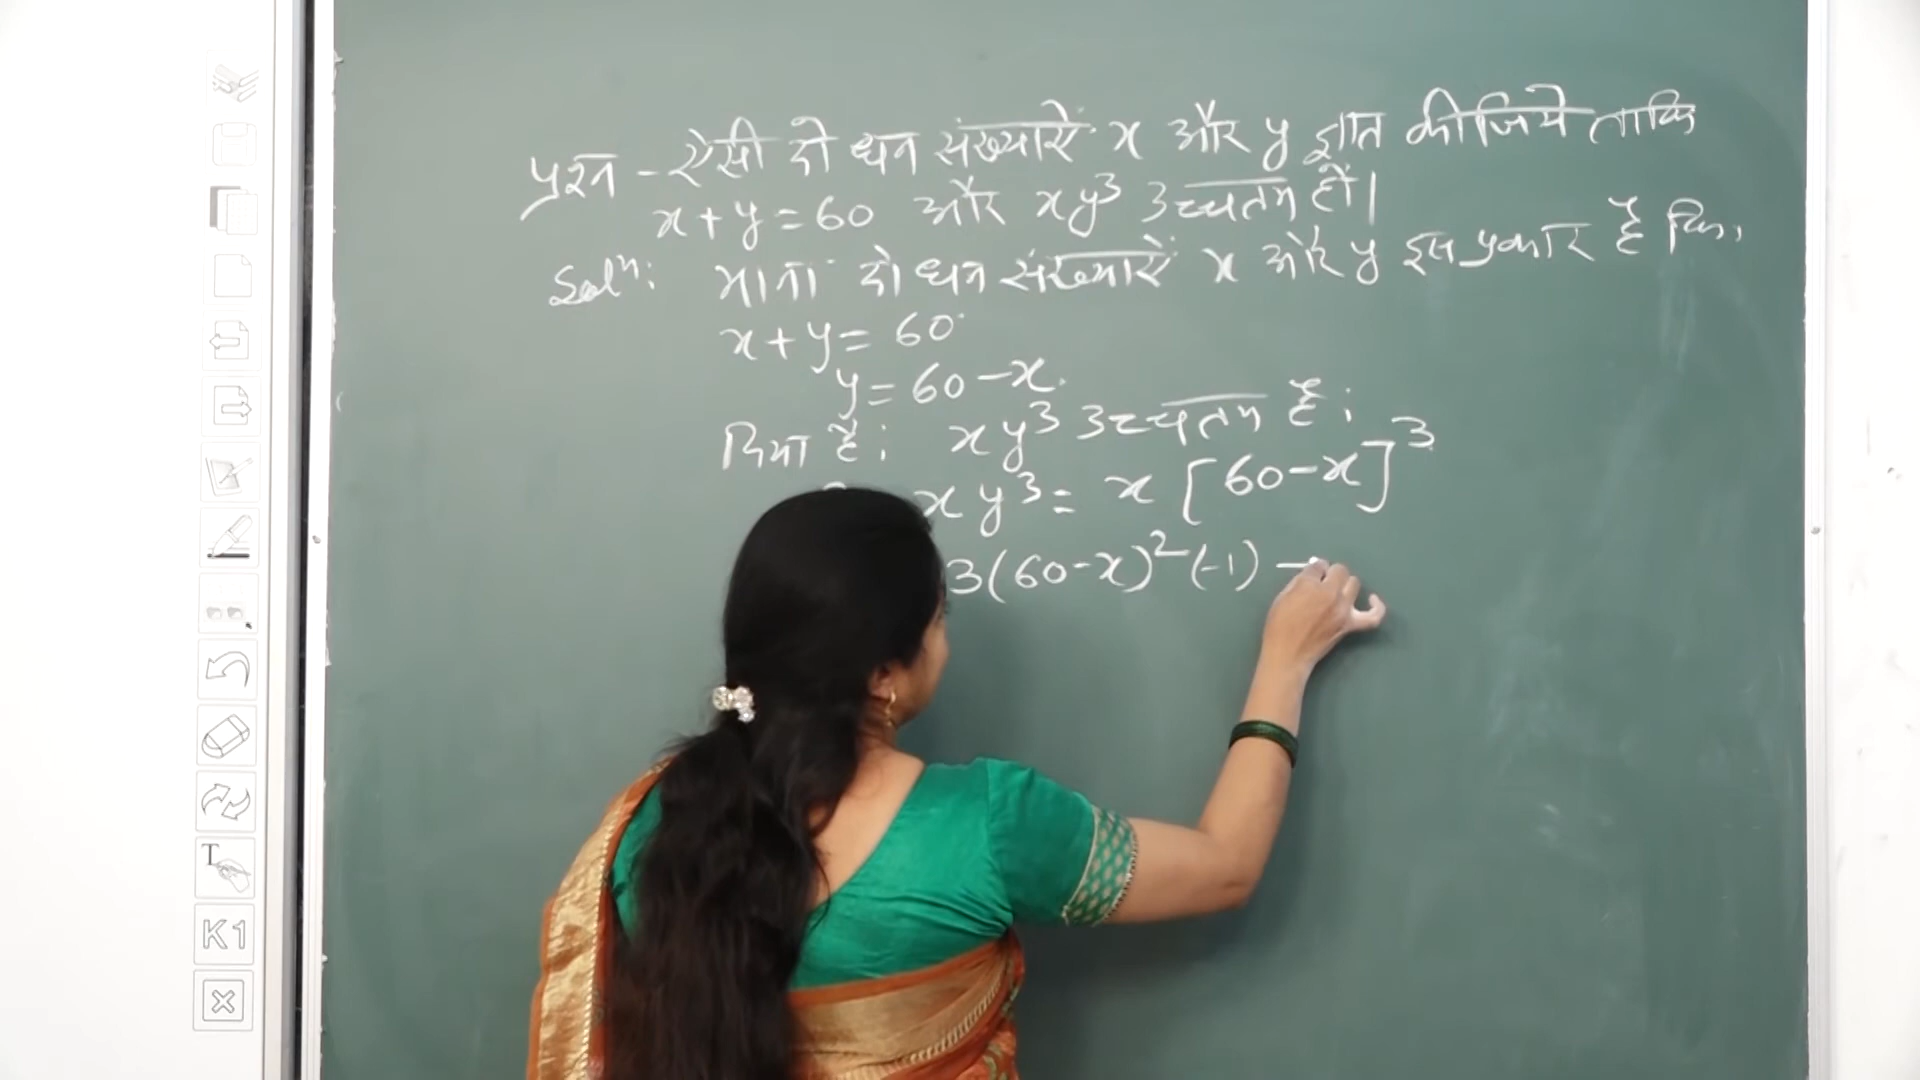 प्रश्न - ऐसी दो धन संख्यायें x और y ज्ञात कीजिये ताकि
x + y = 60 और xy³ उच्चतम हो।
Solⁿ: माना दो धन संख्यायें x और y इस प्रकार है कि,
x + y = 60
y = 60 - x.
दिया है: xy³ उच्चतम है;
xy³ = x [60 - x]³
3(60-x)² (-1)
T
K1